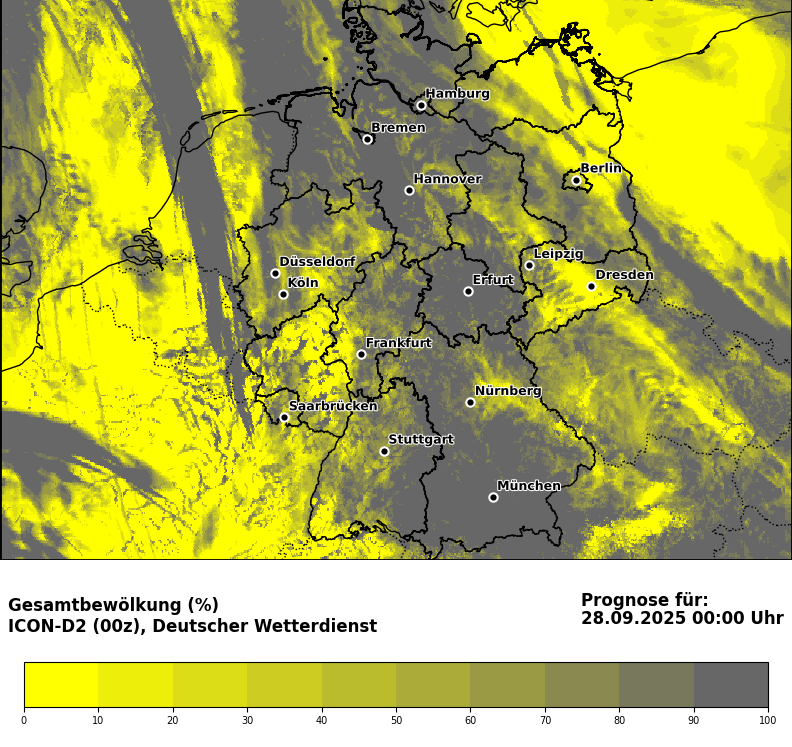 Hamburg
Bremen
Berlin
Hannover
Leipzig
Düsseldorf
Dresden
Erfurt
Köln
Frankfurt
Nürnberg
Saarbrücken
Stuttgart
München
Gesamtbewölkung (%)
ICON-D2 (00z), Deutscher Wetterdienst
Prognose für:
28.09.2025 00:00 Uhr
0 10 20 30 40 50 60 70 80 90 100